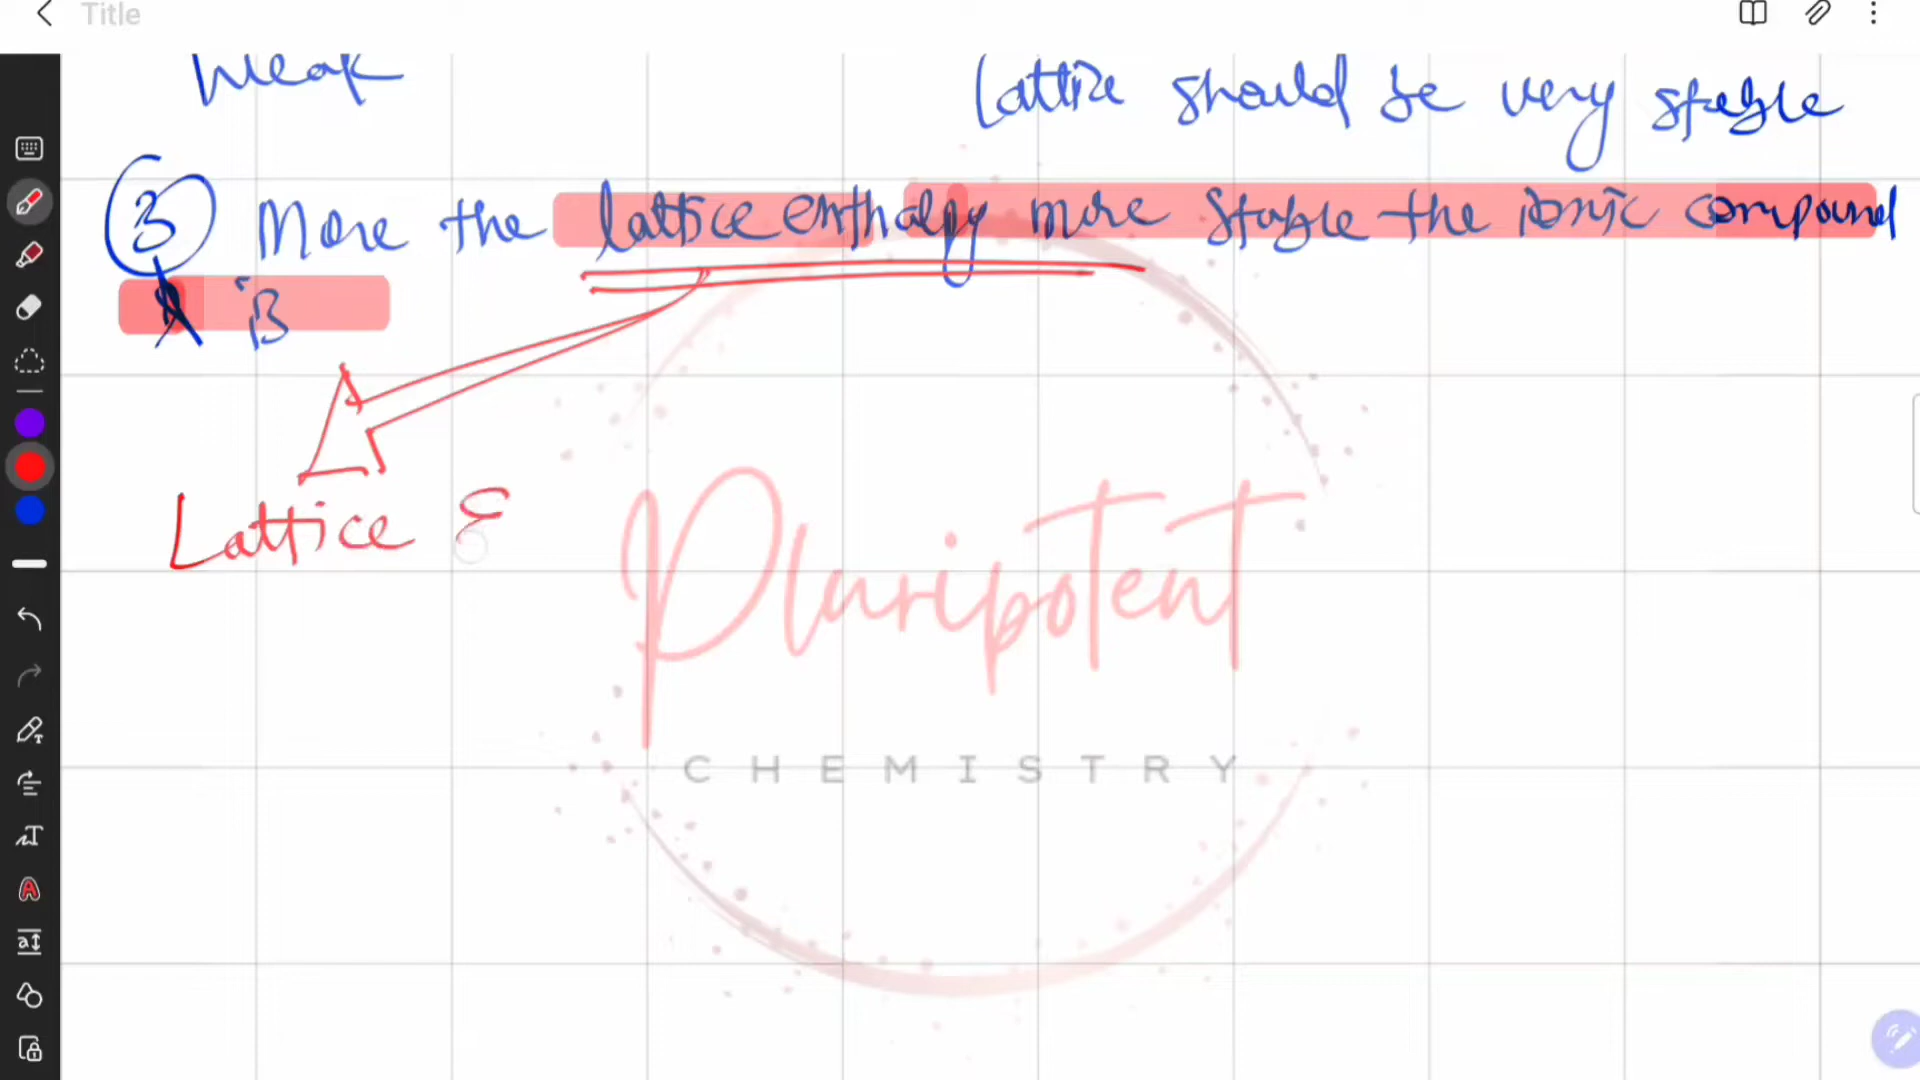 Title
Weak
Lattice should be very stable
3 More the lattice enthalpy more stable the ionic compound
is
Lattice E
Pluripotent
CHEMISTRY